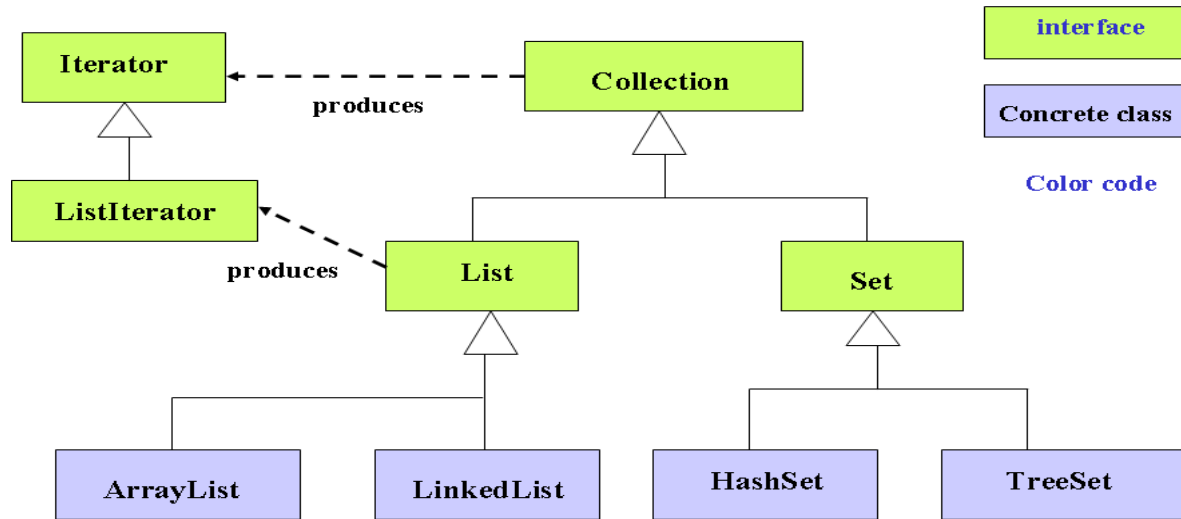 interface
Iterator
Collection
produces
Concrete class
Color code
ListIterator
produces
List
Set
ArrayList
LinkedList
HashSet
TreeSet